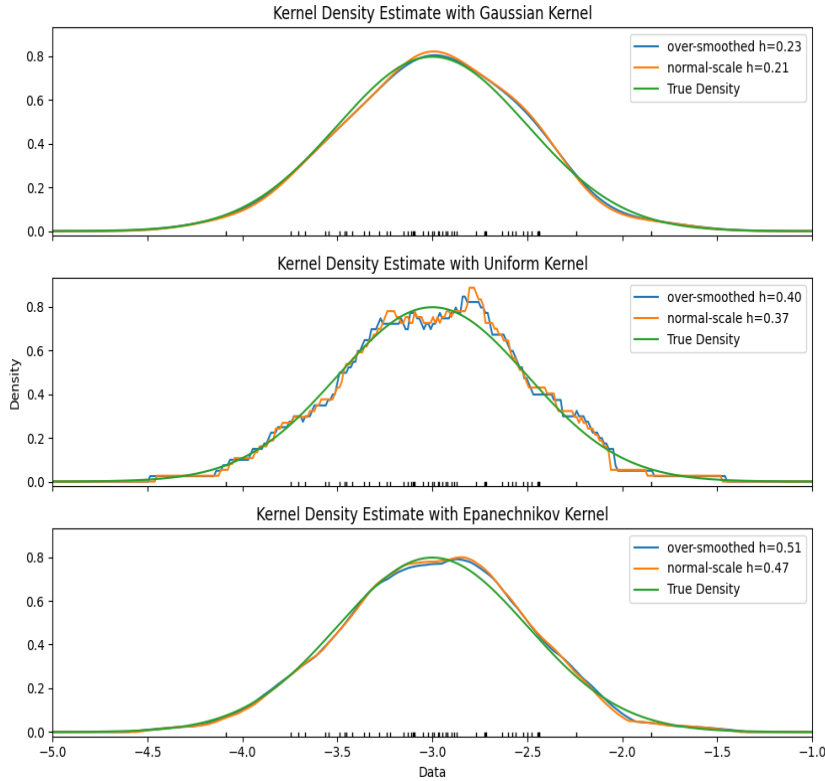 Kernel Density Estimate with Gaussian Kernel
0.8
0.6
0.4
0.2
0.0
over-smoothed h=0.23
normal-scale h=0.21
True Density
Kernel Density Estimate with Uniform Kernel
Density
0.8
0.6
0.4
0.2
0.0
over-smoothed h=0.40
normal-scale h=0.37
True Density
Kernel Density Estimate with Epanechnikov Kernel
0.8
0.6
0.4
0.2
0.0
over-smoothed h=0.51
normal-scale h=0.47
True Density
−5.0 −4.5 −4.0 −3.5 −3.0 −2.5 −2.0 −1.5 −1.0
Data